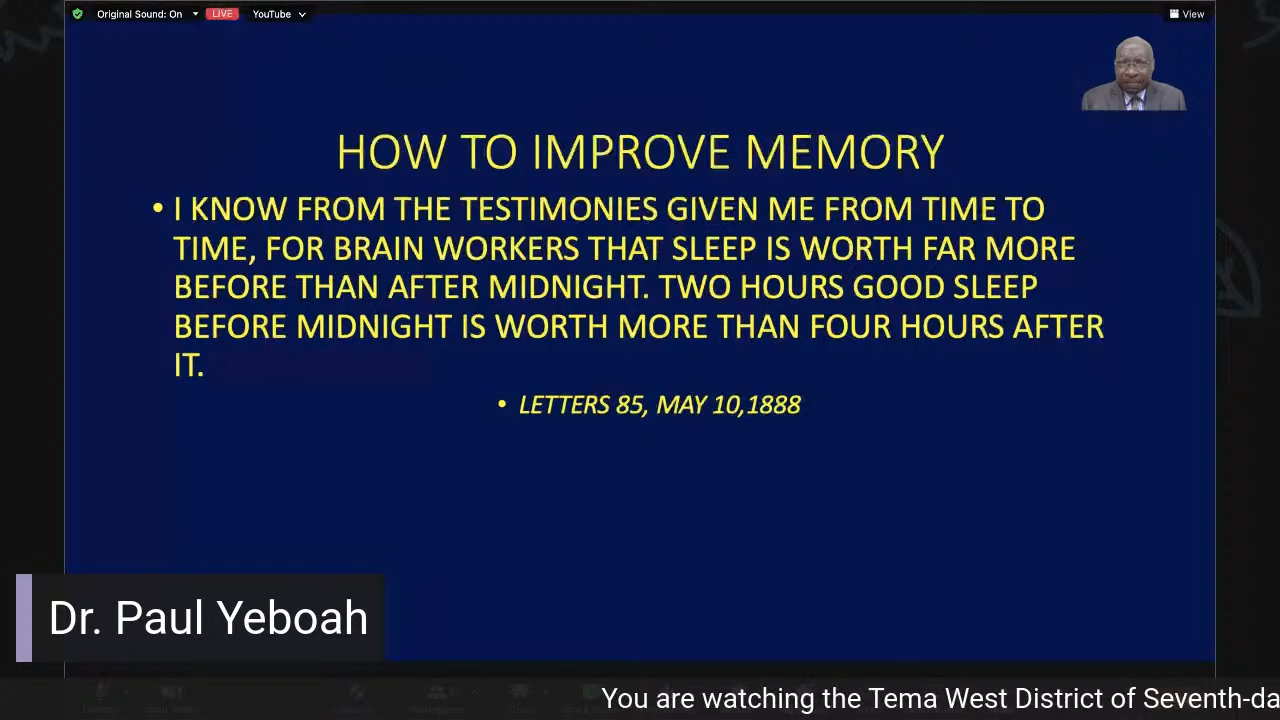 Original Sound: On
LIVE
YouTube
View
HOW TO IMPROVE MEMORY
• I KNOW FROM THE TESTIMONIES GIVEN ME FROM TIME TO
TIME, FOR BRAIN WORKERS THAT SLEEP IS WORTH FAR MORE
BEFORE THAN AFTER MIDNIGHT. TWO HOURS GOOD SLEEP
BEFORE MIDNIGHT IS WORTH MORE THAN FOUR HOURS AFTER
IT.
• LETTERS 85, MAY 10,1888
Dr. Paul Yeboah
You are watching the Tema West District of Seventh-da